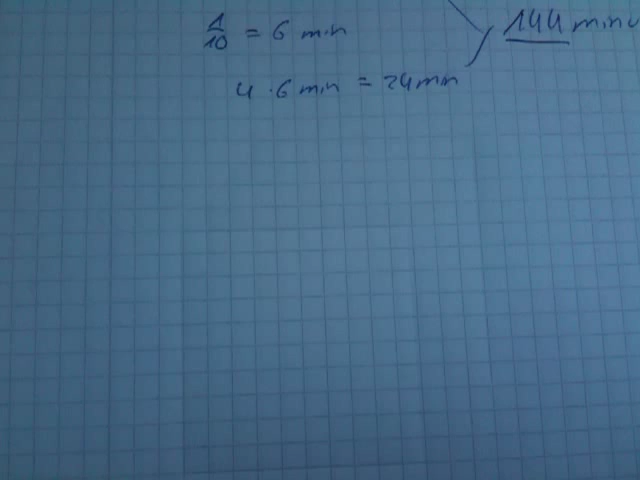 1/10 = 6 min
144 minu
4 · 6 min = 24 min